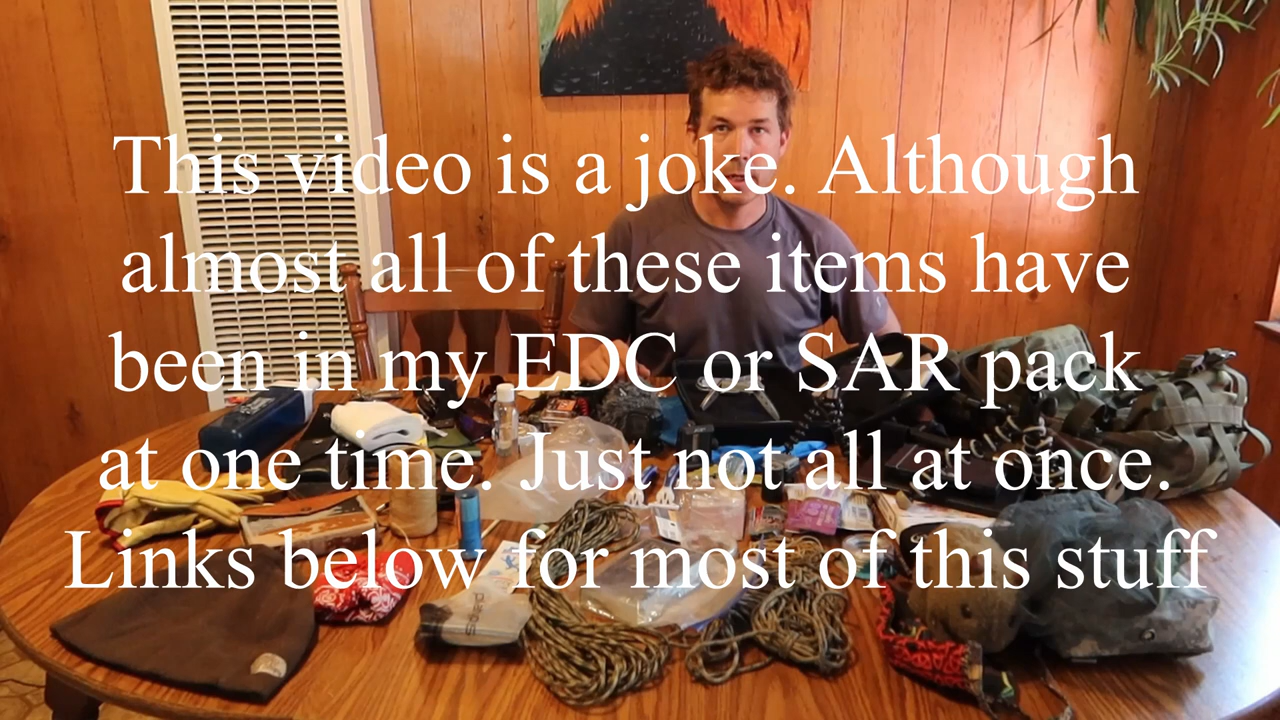 This video is a joke. Although
almost all of these items have
been in my EDC or SAR pack
at one time. Just not all at once.
Links below for most of this stuff